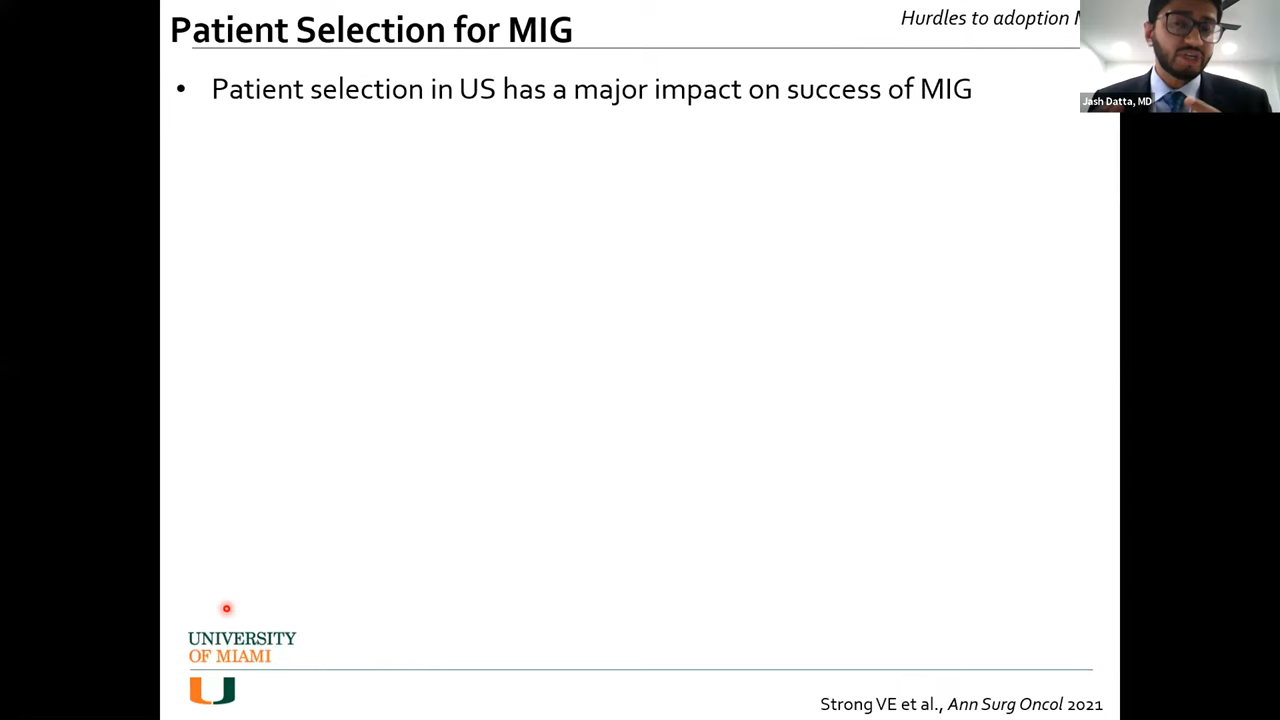 Patient Selection for MIG
Hurdles to adoption
Jash Datta, MD
• Patient selection in US has a major impact on success of MIG
UNIVERSITY
OF MIAMI
Strong VE et al., Ann Surg Oncol 2021